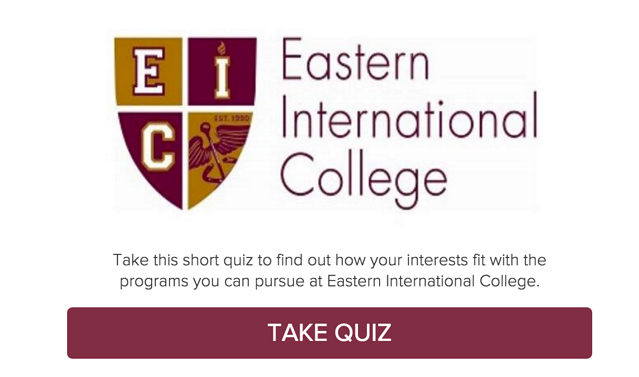 E I
EST. 1990
C
Eastern
International
College
Take this short quiz to find out how your interests fit with the
programs you can pursue at Eastern International College.
TAKE QUIZ